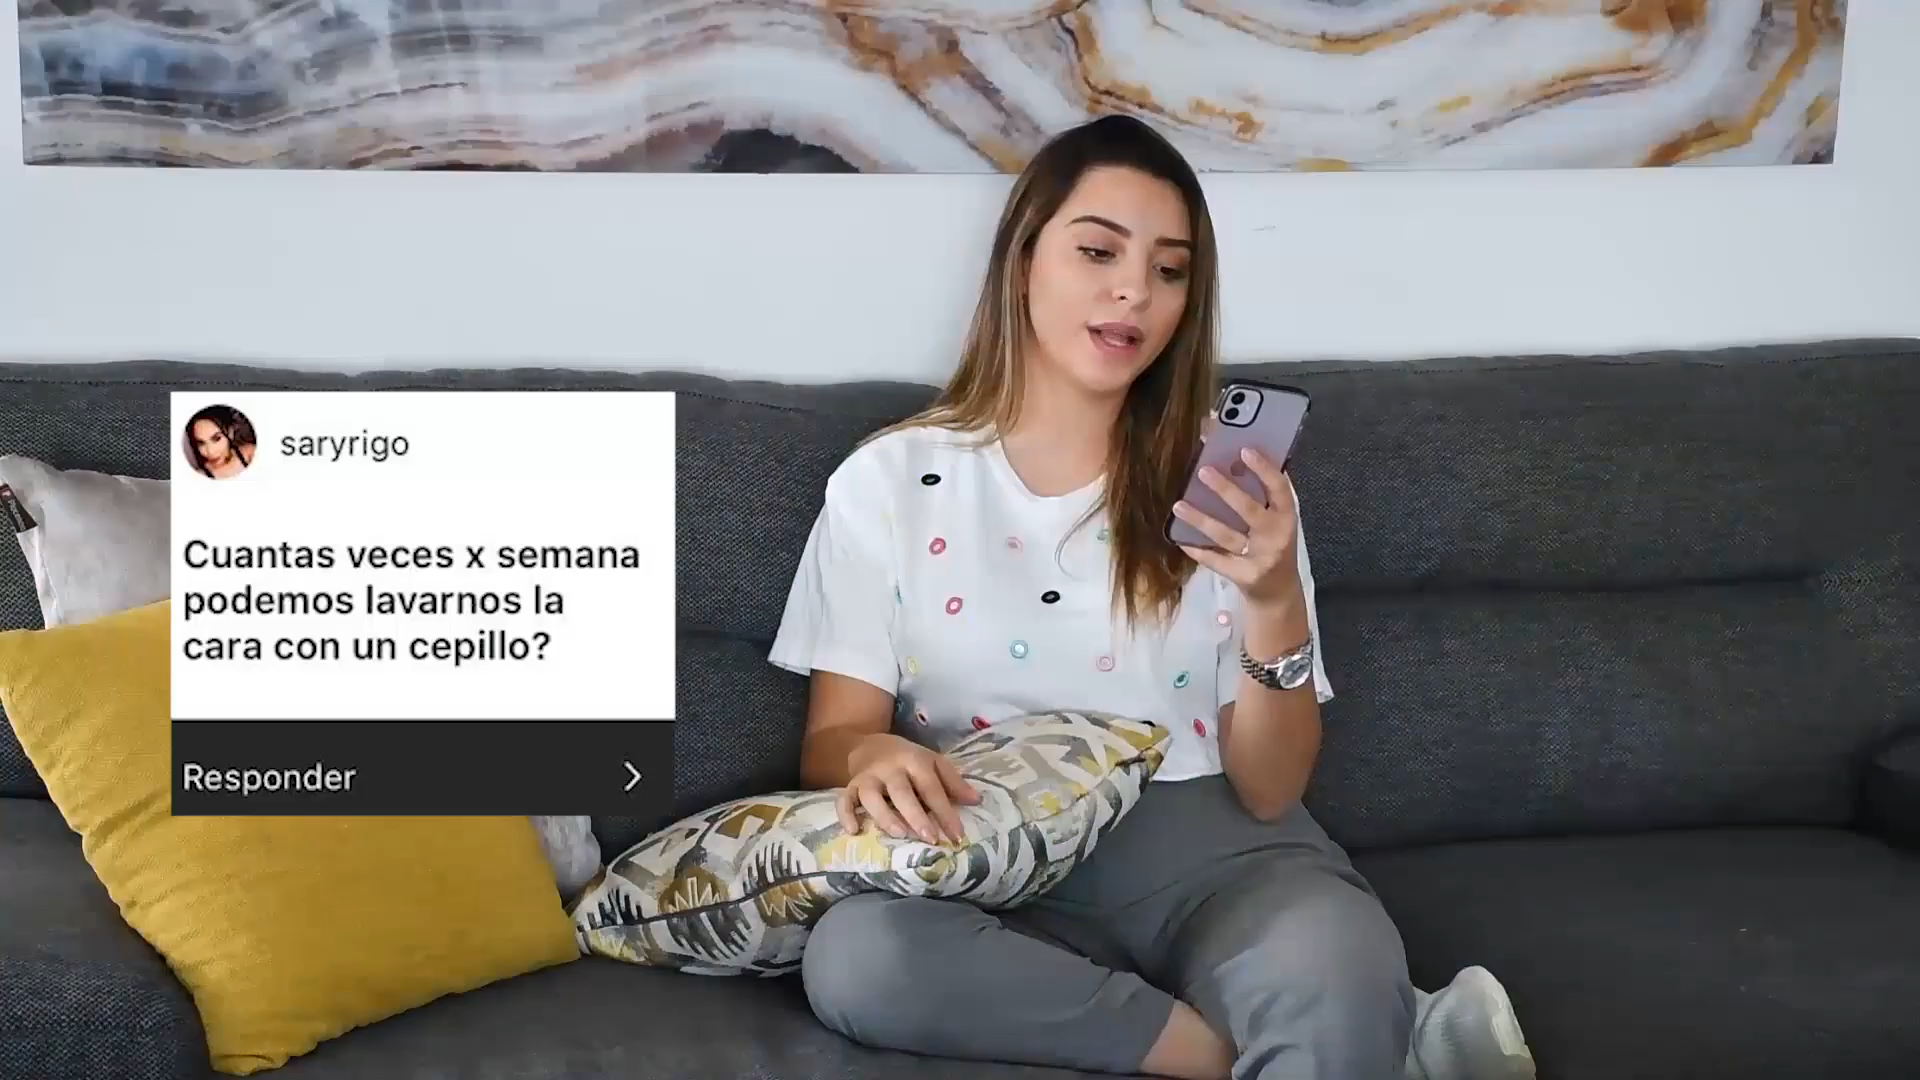 saryrigo
Cuantas veces x semana
podemos lavarnos la
cara con un cepillo?
Responder